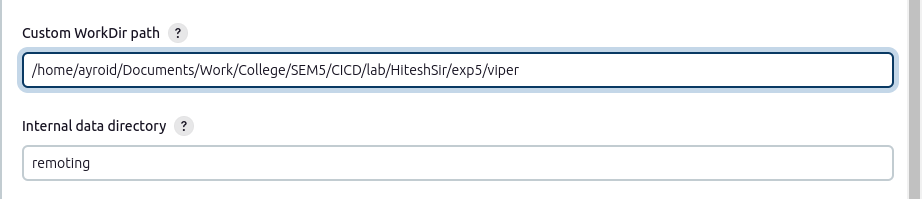 Custom WorkDir path ?
/home/ayroid/Documents/Work/College/SEM5/CICD/lab/HiteshSir/exp5/viper
Internal data directory ?
remoting